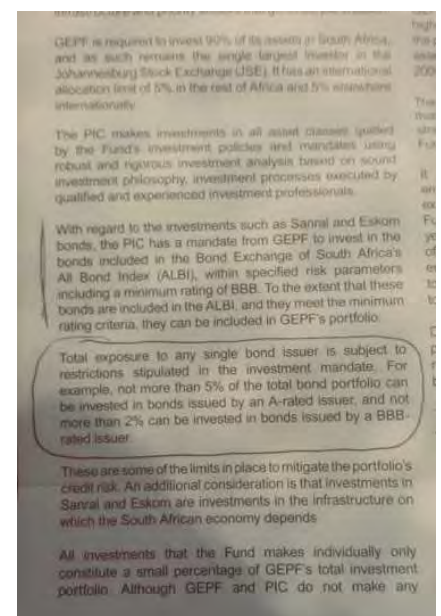 GEPF is required to invest 90% of its assets in South Africa,
and as such remains the single largest investor in the
Johannesburg Stock Exchange (JSE). It has an international
allocation limit of 5% in the rest of Africa and 5%
internationally.
The PIC makes investments in all asset classes guided
by the Fund's investment policies and mandates using
robust and rigorous investment analysis based on sound
investment philosophy, investment processes executed by
qualified and experienced investment professionals.
With regard to the investments such as Sanral and Eskom
bonds, the PIC has a mandate from GEPF to invest in the
bonds included in the Bond Exchange of South Africa's
All Bond Index (ALBI), within specified risk parameters
including a minimum rating of BBB. To the extent that these
bonds are included in the ALBI, and they meet the minimum
rating criteria, they can be included in GEPF's portfolio.
Total exposure to any single bond issuer is subject to
restrictions stipulated in the investment mandate. For
example, not more than 5% of the total bond portfolio can
be invested in bonds issued by an A-rated issuer, and not
more than 2% can be invested in bonds issued by a BBB-
rated issuer.
These are some of the limits in place to mitigate the portfolio's
credit risk. An additional consideration is that investments in
Sanral and Eskom are investments in the infrastructure on
which the South African economy depends.
All investments that the Fund makes individually only
constitute a small percentage of GEPF's total investment
portfolio. Although GEPF and PIC do not make any